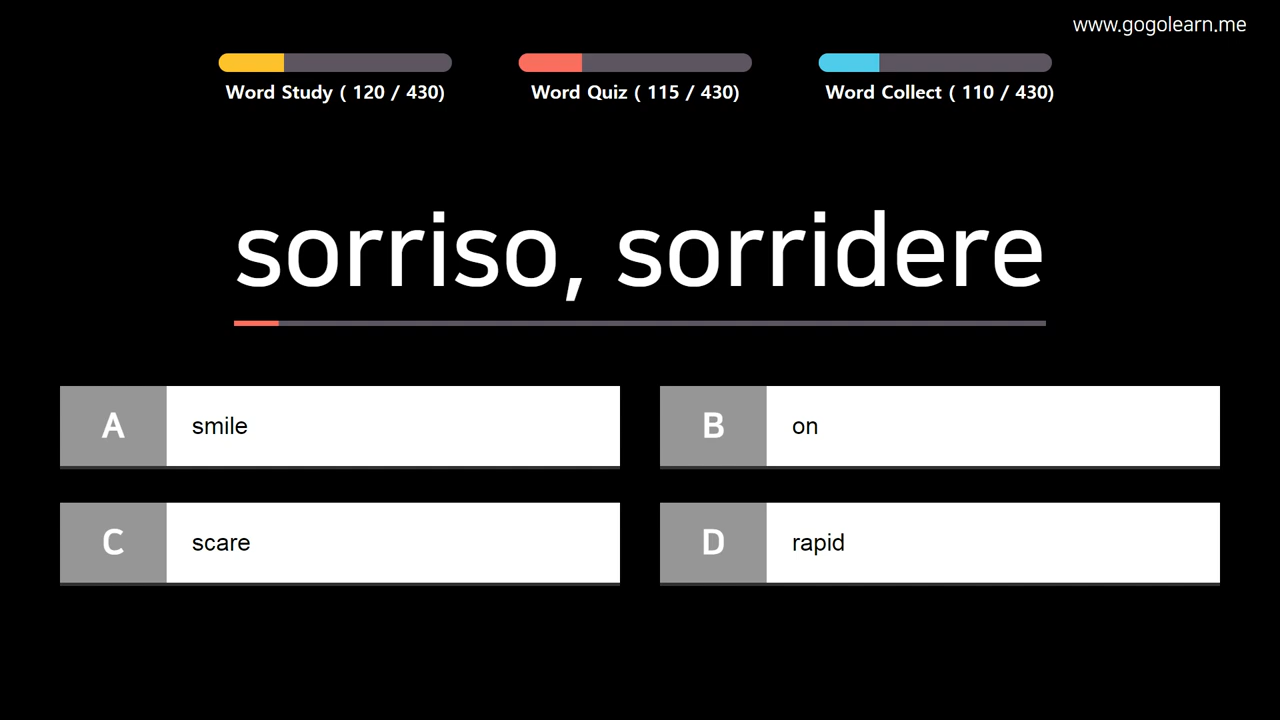 www.gogolearn.me
Word Study ( 120 / 430)
Word Quiz ( 115 / 430)
Word Collect ( 110 / 430)
sorriso, sorridere
A smile
B on
C scare
D rapid